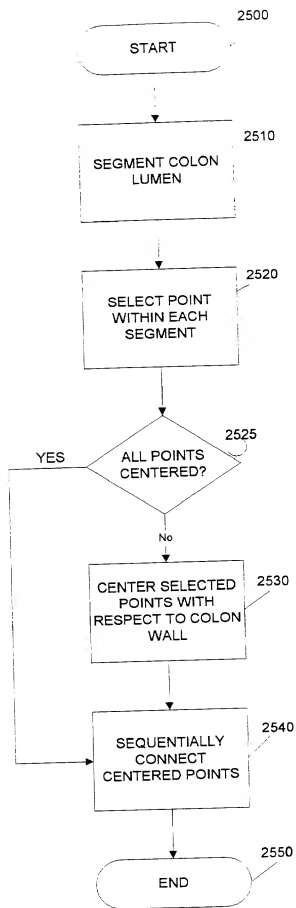 2500
START
2510
SEGMENT COLON
LUMEN
2520
SELECT POINT
WITHIN EACH
SEGMENT
2525
YES
ALL POINTS
CENTERED?
No
2530
CENTER SELECTED
POINTS WITH
RESPECT TO COLON
WALL
2540
SEQUENTIALLY
CONNECT
CENTERED POINTS
2550
END